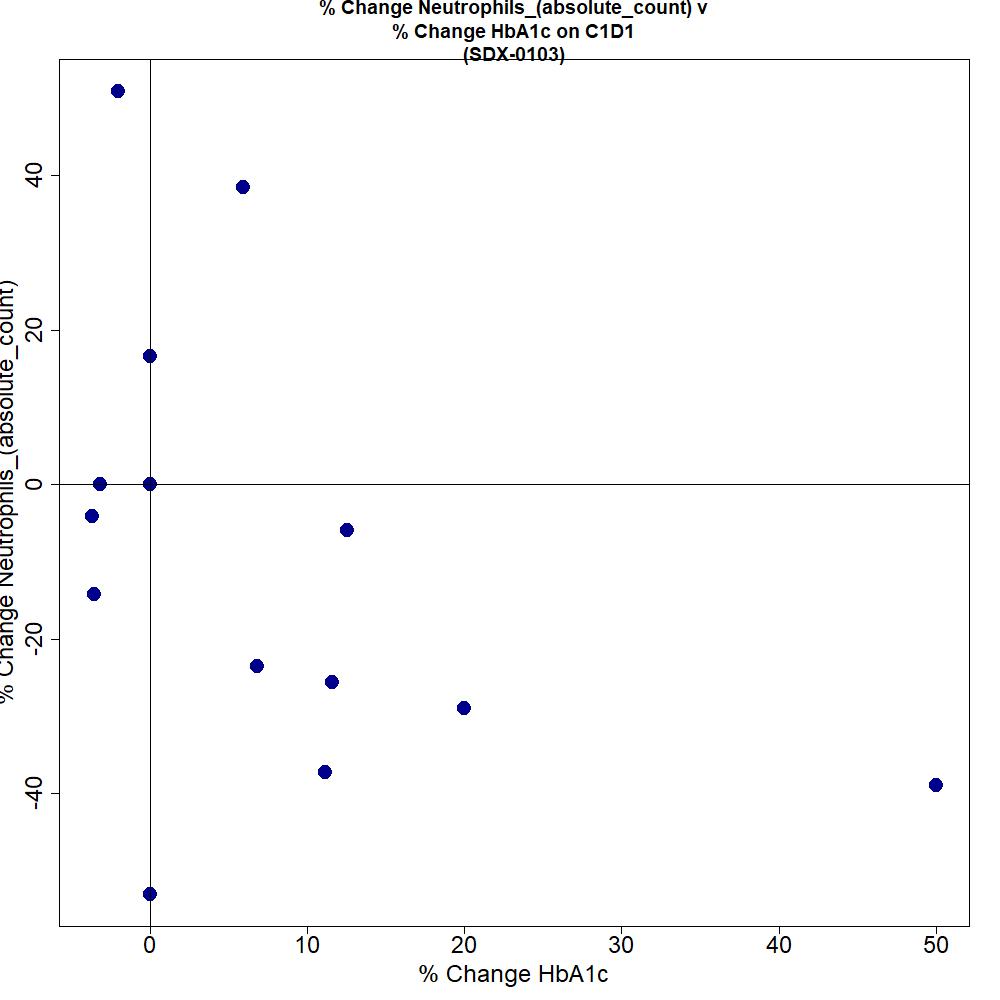 % Change Neutrophils_(absolute_count) v
% Change HbA1c on C1D1
(SDX-0103)
% Change Neutrophils_(absolute_count)
40
20
0
-20
-40
0
10
20
30
40
50
% Change HbA1c